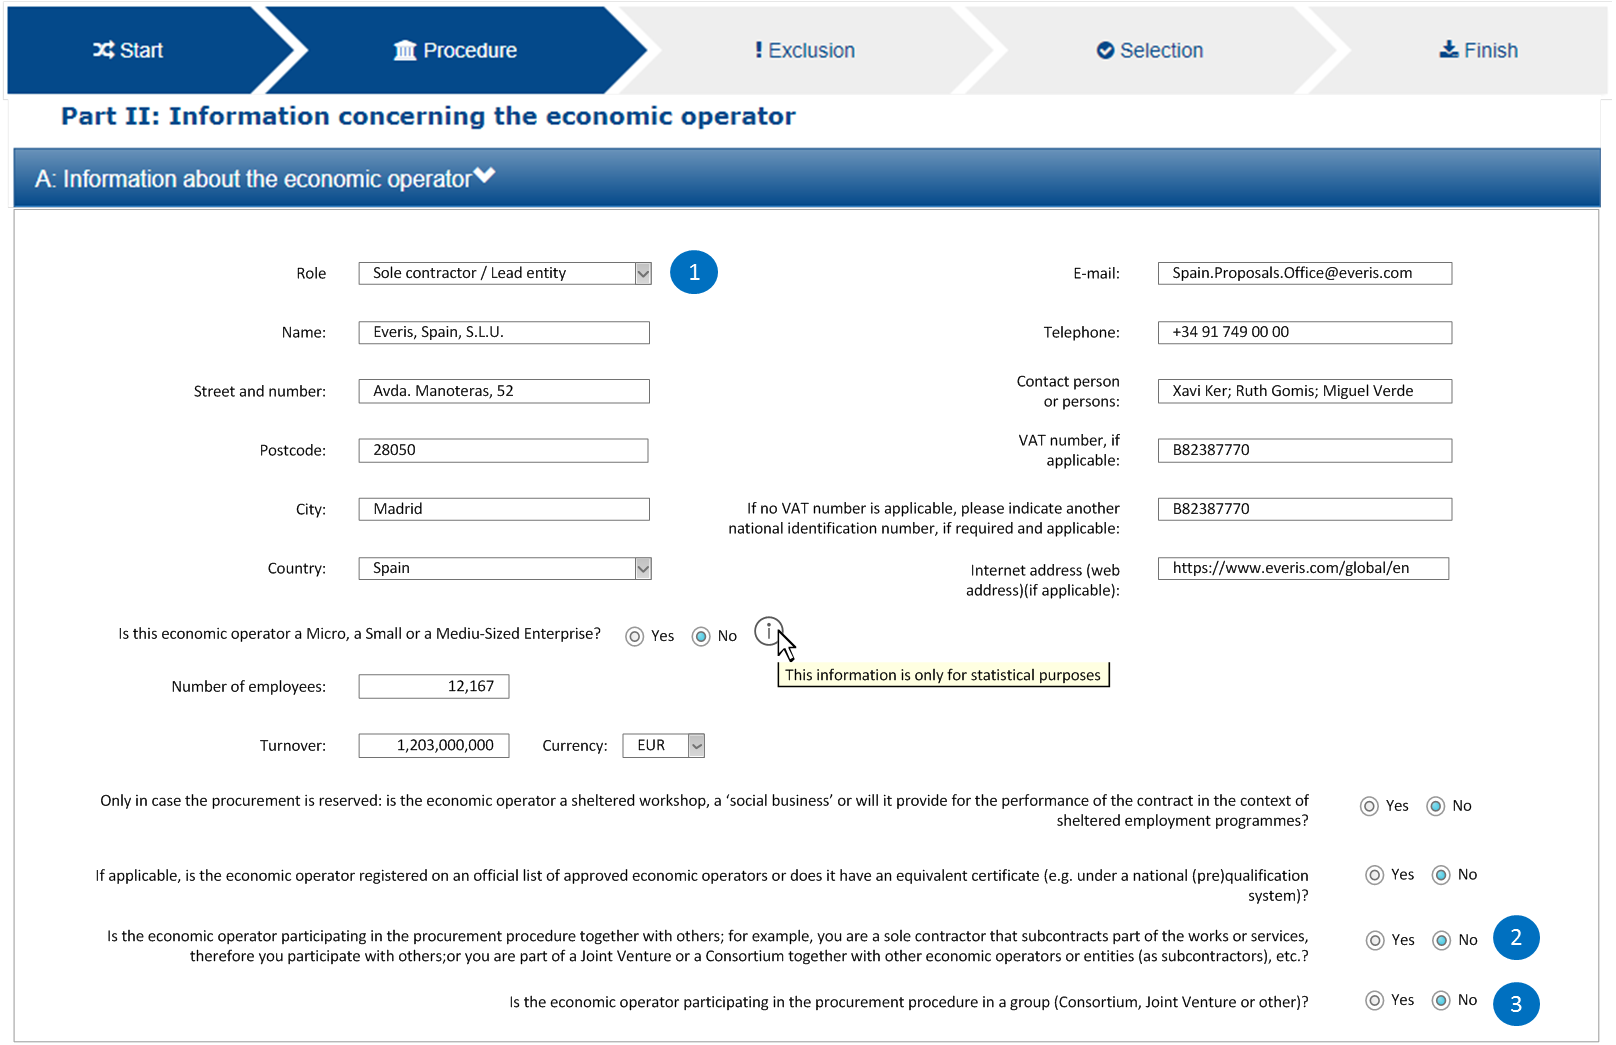 Start
Procedure
! Exclusion
Selection
Finish
Part II: Information concerning the economic operator
A: Information about the economic operator
Role
Sole contractor / Lead entity
1
E-mail:
Spain.Proposals.Office@everis.com
Name:
Everis, Spain, S.L.U.
Telephone:
+34 91 749 00 00
Street and number:
Avda. Manoteras, 52
Contact person
or persons:
Xavi Ker; Ruth Gomis; Miguel Verde
Postcode:
28050
VAT number, if
applicable:
B82387770
City:
Madrid
If no VAT number is applicable, please indicate another
national identification number, if required and applicable:
B82387770
Country:
Spain
Internet address (web
address)(if applicable):
https://www.everis.com/global/en
Is this economic operator a Micro, a Small or a Mediu-Sized Enterprise?
Yes
No
i
This information is only for statistical purposes
Number of employees:
12,167
Turnover:
1,203,000,000
Currency:
EUR
Only in case the procurement is reserved: is the economic operator a sheltered workshop, a ‘social business’ or will it provide for the performance of the contract in the context of
sheltered employment programmes?
Yes
No
If applicable, is the economic operator registered on an official list of approved economic operators or does it have an equivalent certificate (e.g. under a national (pre)qualification
system)?
Yes
No
Is the economic operator participating in the procurement procedure together with others; for example, you are a sole contractor that subcontracts part of the works or services,
therefore you participate with others;or you are part of a Joint Venture or a Consortium together with other economic operators or entities (as subcontractors), etc.?
Yes
No
2
Is the economic operator participating in the procurement procedure in a group (Consortium, Joint Venture or other)?
Yes
No
3